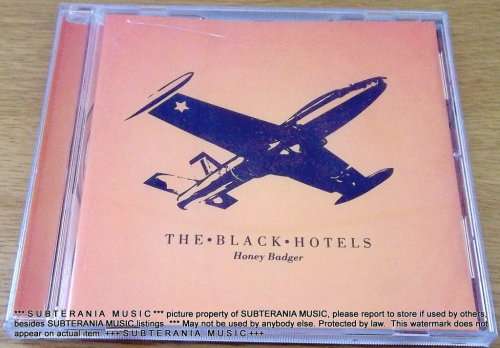 THE•BLACK•HOTELS
Honey Badger
*** S U B T E R A N I A  M U S I C *** picture property of SUBTERANIA MUSIC, please report to store if used by others,
besides SUBTERANIA MUSIC listings. *** May not be used by anybody else. Protected by law. This watermark does not
appear on actual item. +++ S U B T E R A N I A  M U S I C +++